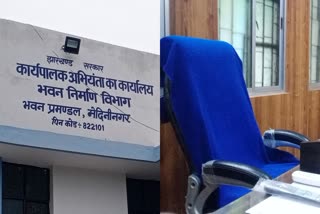 झारखण्ड सरकार
कार्यपालक अभियंता का कार्यालय
भवन निर्माण विभाग
भवन प्रमण्डल, मेदिनीनगर
पिन कोड:-822101